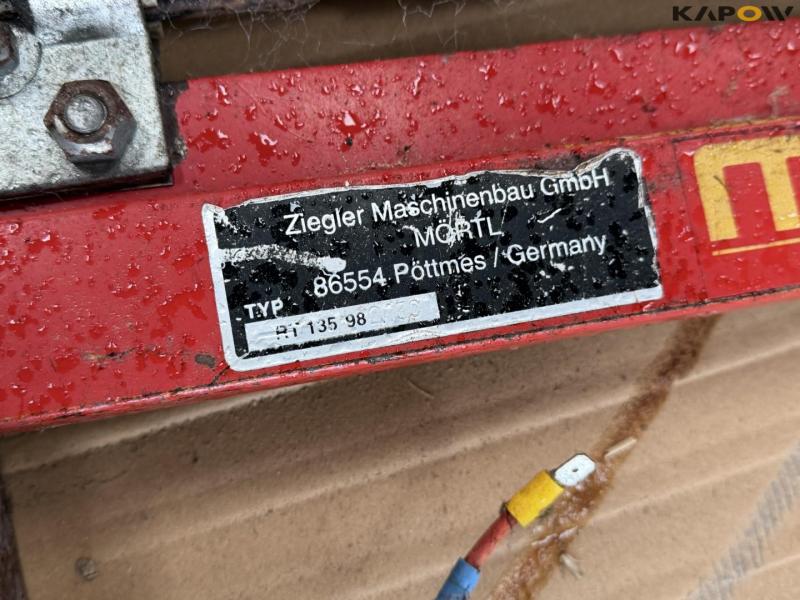 KAPOW
Ziegler Maschinenbau GmbH
MÖRTL
86554 Pöttmes / Germany
TYP
RT 135 98
M